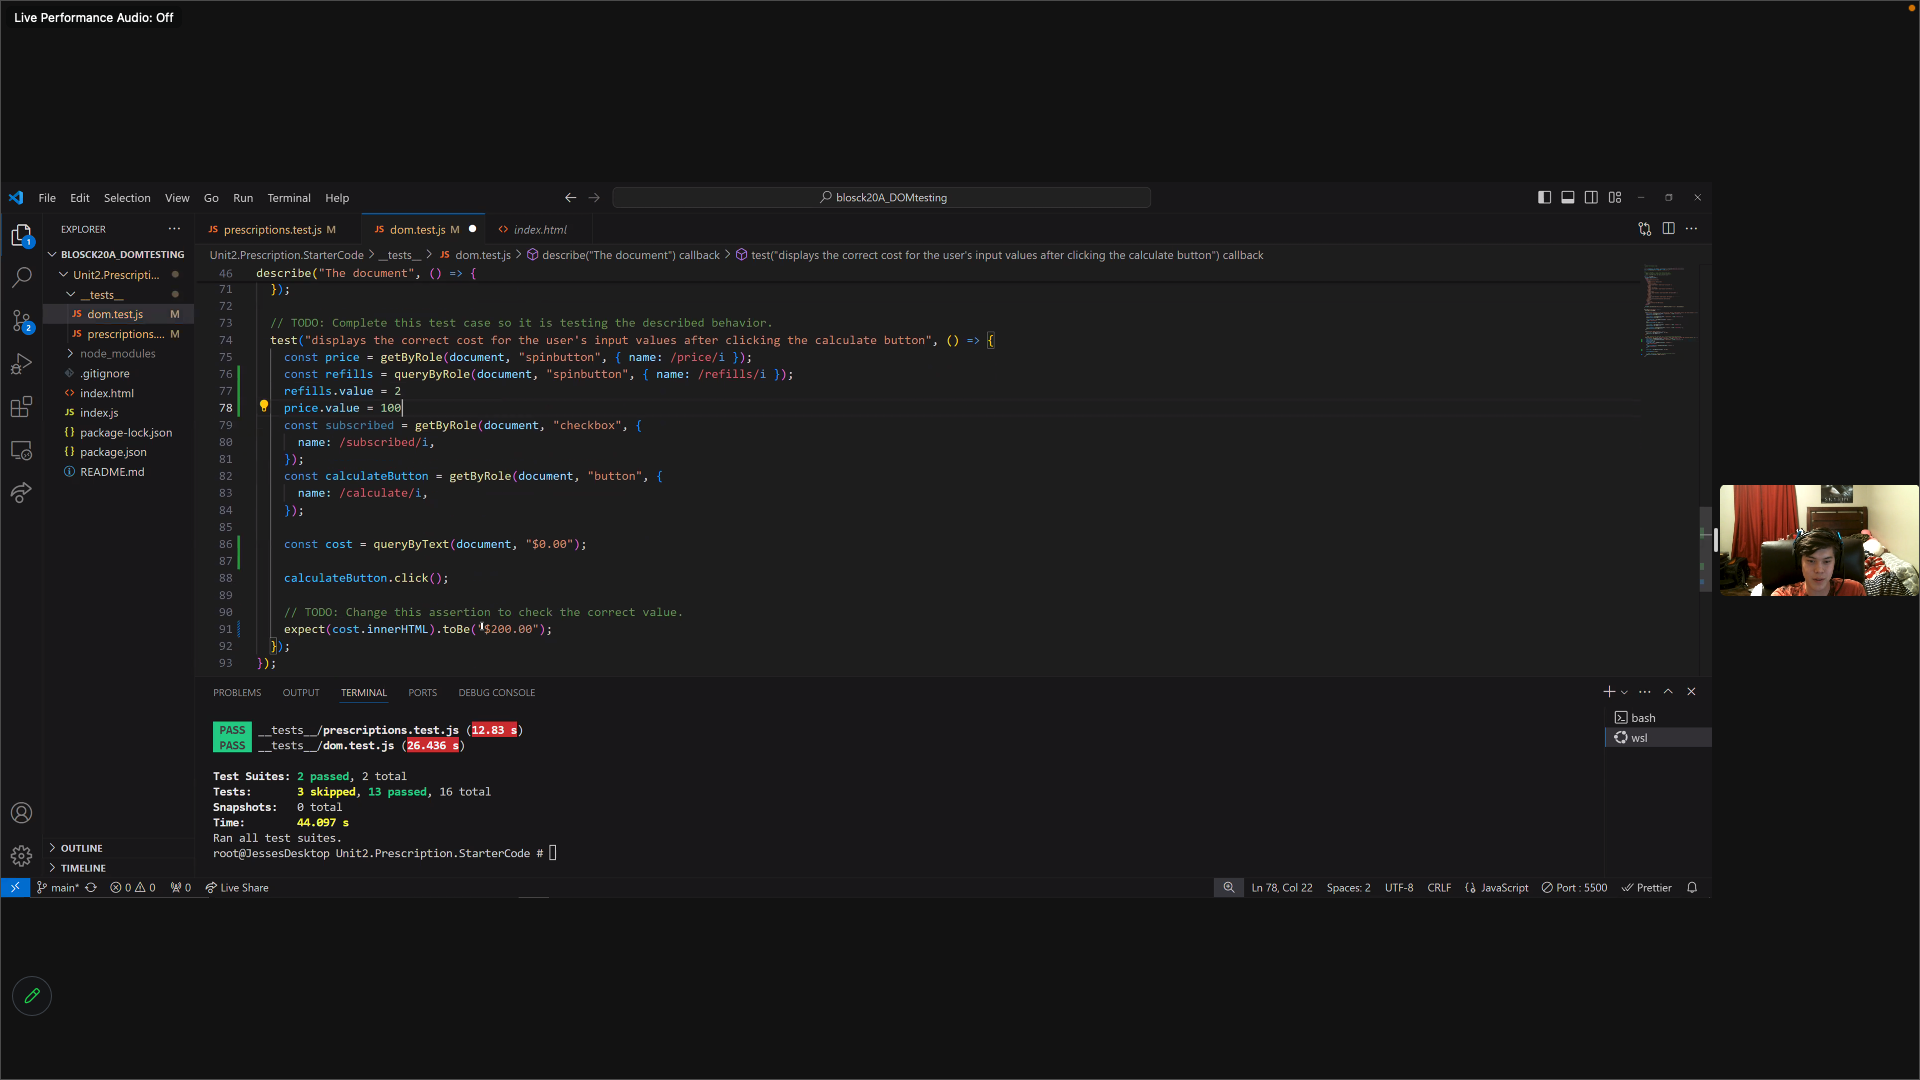 Live Performance Audio: Off
File Edit Selection View Go Run Terminal Help
blosck20A_DOMtesting
EXPLORER
BLOSCK20A_DOMTESTING
Unit2.Prescripti...
__tests__
JS dom.test.js M
JS prescriptions.... M
node_modules
.gitignore
<> index.html
JS index.js
{} package-lock.json
{} package.json
README.md
OUTLINE
TIMELINE
1
2
JS prescriptions.test.js M
JS dom.test.js M
<> index.html
Unit2.Prescription.StarterCode > __tests__ > JS dom.test.js > describe("The document") callback > test("displays the correct cost for the user's input values after clicking the calculate button") callback
46 describe("The document", () => {
71 });
72
73 // TODO: Complete this test case so it is testing the described behavior.
74 test("displays the correct cost for the user's input values after clicking the calculate button", () => {
75 const price = getByRole(document, "spinbutton", { name: /price/i });
76 const refills = queryByRole(document, "spinbutton", { name: /refills/i });
77 refills.value = 2
78 price.value = 100
79 const subscribed = getByRole(document, "checkbox", {
80 name: /subscribed/i,
81 });
82 const calculateButton = getByRole(document, "button", {
83 name: /calculate/i,
84 });
85
86 const cost = queryByText(document, "$0.00");
87
88 calculateButton.click();
89
90 // TODO: Change this assertion to check the correct value.
91 expect(cost.innerHTML).toBe("$200.00");
92 });
93 });
PROBLEMS OUTPUT TERMINAL PORTS DEBUG CONSOLE
PASS __tests__/prescriptions.test.js (12.83 s)
PASS __tests__/dom.test.js (26.436 s)
Test Suites: 2 passed, 2 total
Tests: 3 skipped, 13 passed, 16 total
Snapshots: 0 total
Time: 44.097 s
Ran all test suites.
root@JessesDesktop Unit2.Prescription.StarterCode #
bash
wsl
main* 0 0 0 Live Share
Ln 78, Col 22 Spaces: 2 UTF-8 CRLF {} JavaScript Port : 5500 Prettier